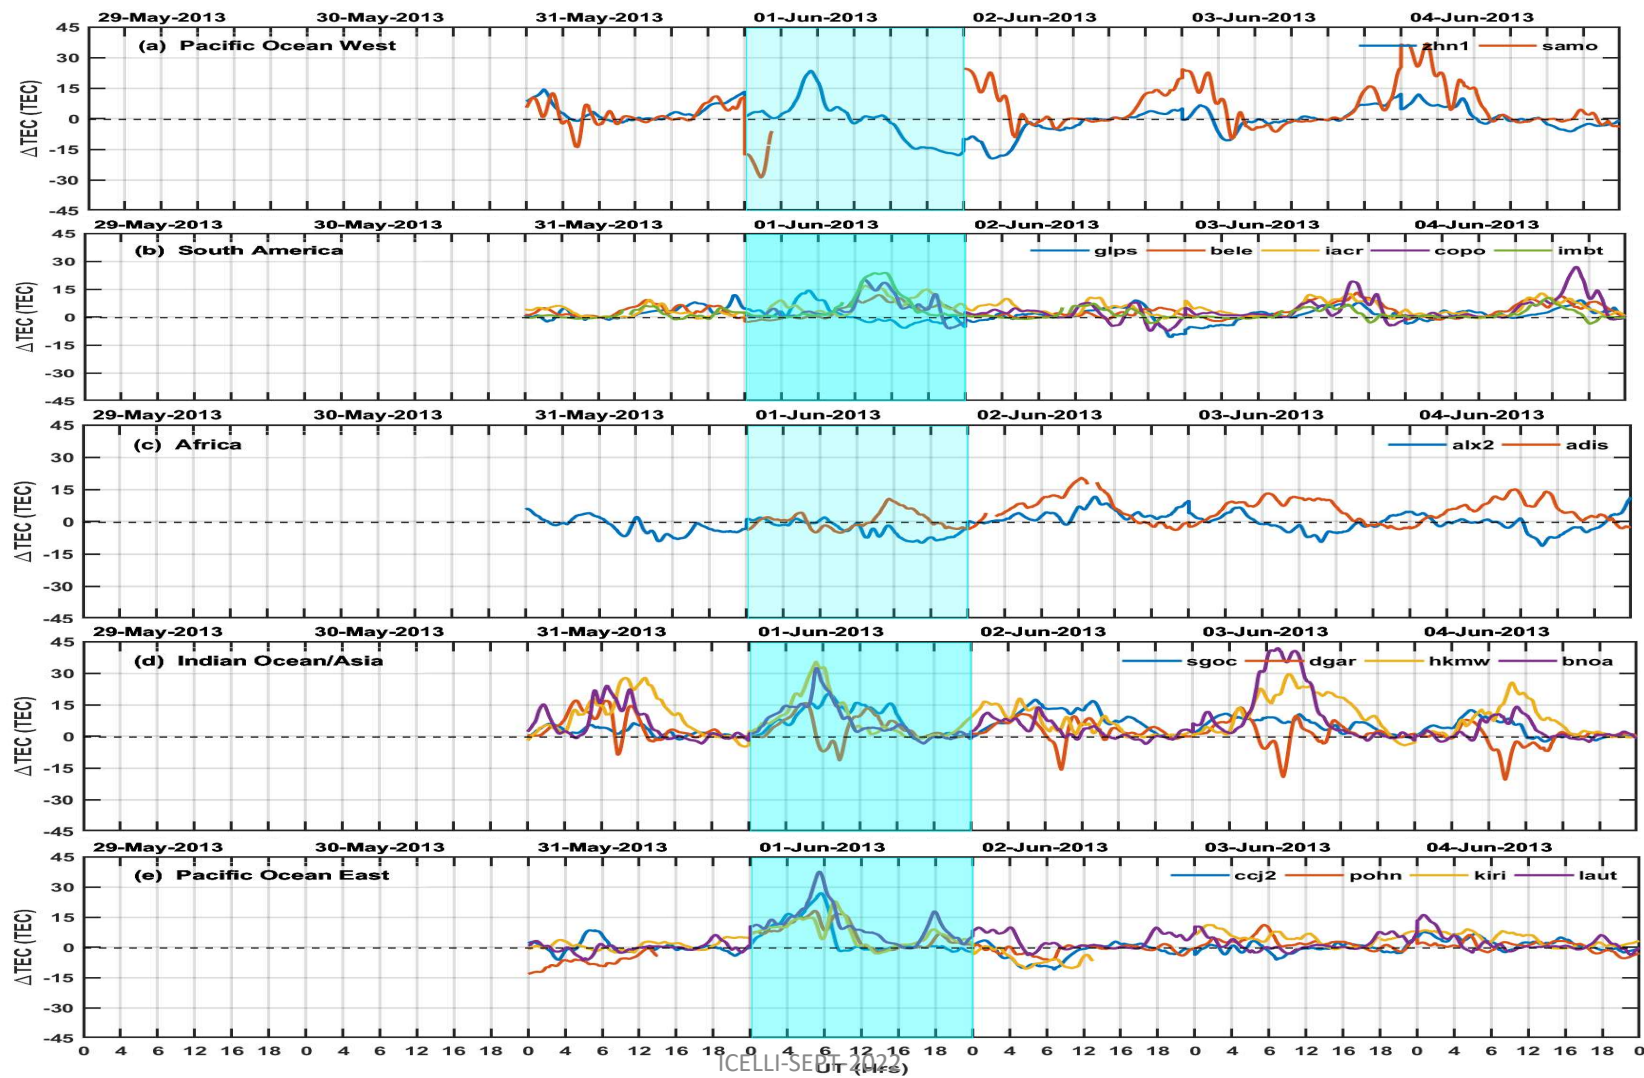 29-May-2013 30-May-2013 31-May-2013 01-Jun-2013 02-Jun-2013 03-Jun-2013 04-Jun-2013
45
(a) Pacific Ocean West
zhn1 samo
30
15
0
-15
-30
-45
ΔTEC (TEC)
29-May-2013 30-May-2013 31-May-2013 01-Jun-2013 02-Jun-2013 03-Jun-2013 04-Jun-2013
45
(b) South America
glps bele iacr copo imbt
30
15
0
-15
-30
-45
ΔTEC (TEC)
29-May-2013 30-May-2013 31-May-2013 01-Jun-2013 02-Jun-2013 03-Jun-2013 04-Jun-2013
45
(c) Africa
alx2 adis
30
15
0
-15
-30
-45
ΔTEC (TEC)
29-May-2013 30-May-2013 31-May-2013 01-Jun-2013 02-Jun-2013 03-Jun-2013 04-Jun-2013
45
(d) Indian Ocean/Asia
sgoc dgar hkmw bnoa
30
15
0
-15
-30
-45
ΔTEC (TEC)
29-May-2013 30-May-2013 31-May-2013 01-Jun-2013 02-Jun-2013 03-Jun-2013 04-Jun-2013
45
(e) Pacific Ocean East
ccj2 pohn kiri laut
30
15
0
-15
-30
-45
ΔTEC (TEC)
0 4 6 12 16 18 0 4 6 12 16 18 0 4 6 12 16 18 0 4 6 12 16 18 0 4 6 12 16 18 0 4 6 12 16 18 0 4 6 12 16 18 0
UT (Hrs)
ICELLI-SEPT 2022